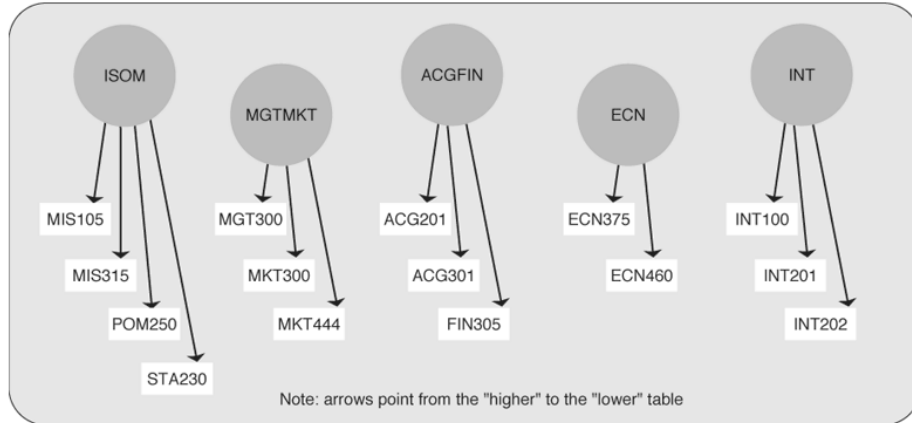 ISOM
MGTMKT
ACGFIN
ECN
INT
MIS105
MIS315
POM250
STA230
MGT300
MKT300
MKT444
ACG201
ACG301
FIN305
ECN375
ECN460
INT100
INT201
INT202
Note: arrows point from the "higher" to the "lower" table